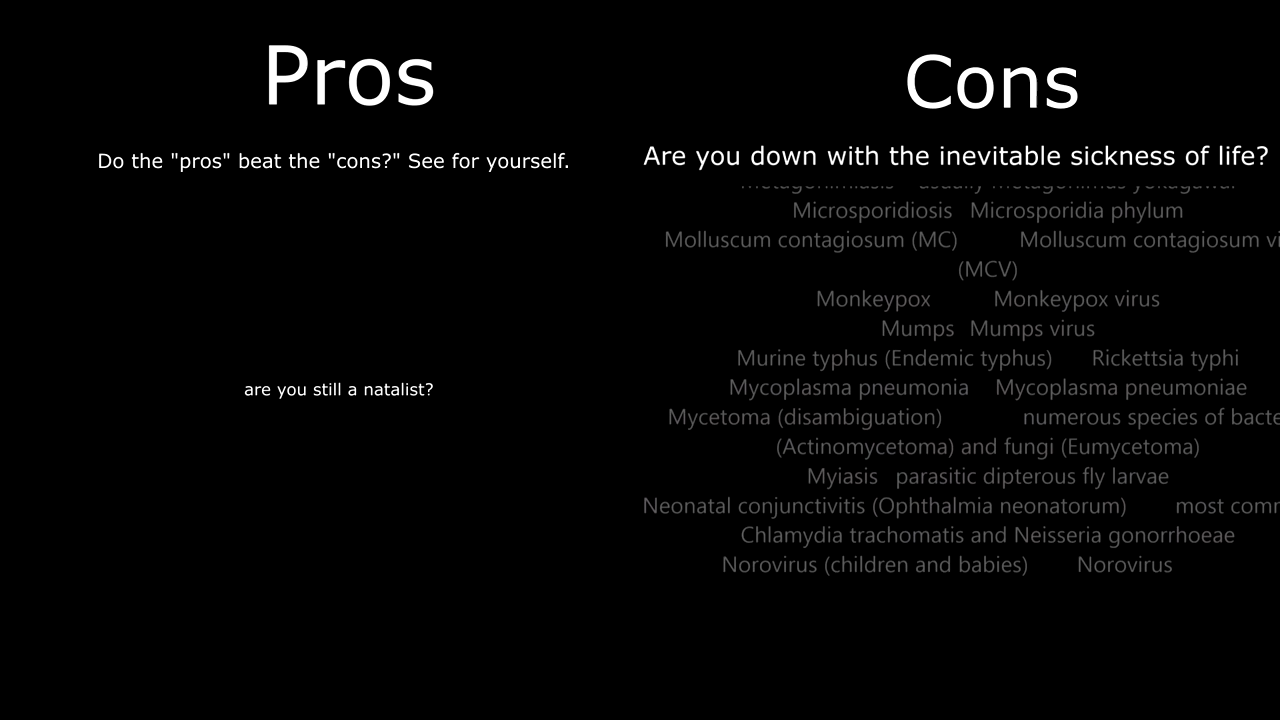 Pros
Do the "pros" beat the "cons?" See for yourself.
are you still a natalist?
Cons
Are you down with the inevitable sickness of life?
Metagonimiasis usually Metagonimus yokagawai
Microsporidiosis Microsporidia phylum
Molluscum contagiosum (MC) Molluscum contagiosum vi
(MCV)
Monkeypox Monkeypox virus
Mumps Mumps virus
Murine typhus (Endemic typhus) Rickettsia typhi
Mycoplasma pneumonia Mycoplasma pneumoniae
Mycetoma (disambiguation) numerous species of bacte
(Actinomycetoma) and fungi (Eumycetoma)
Myiasis parasitic dipterous fly larvae
Neonatal conjunctivitis (Ophthalmia neonatorum) most comm
Chlamydia trachomatis and Neisseria gonorrhoeae
Norovirus (children and babies) Norovirus